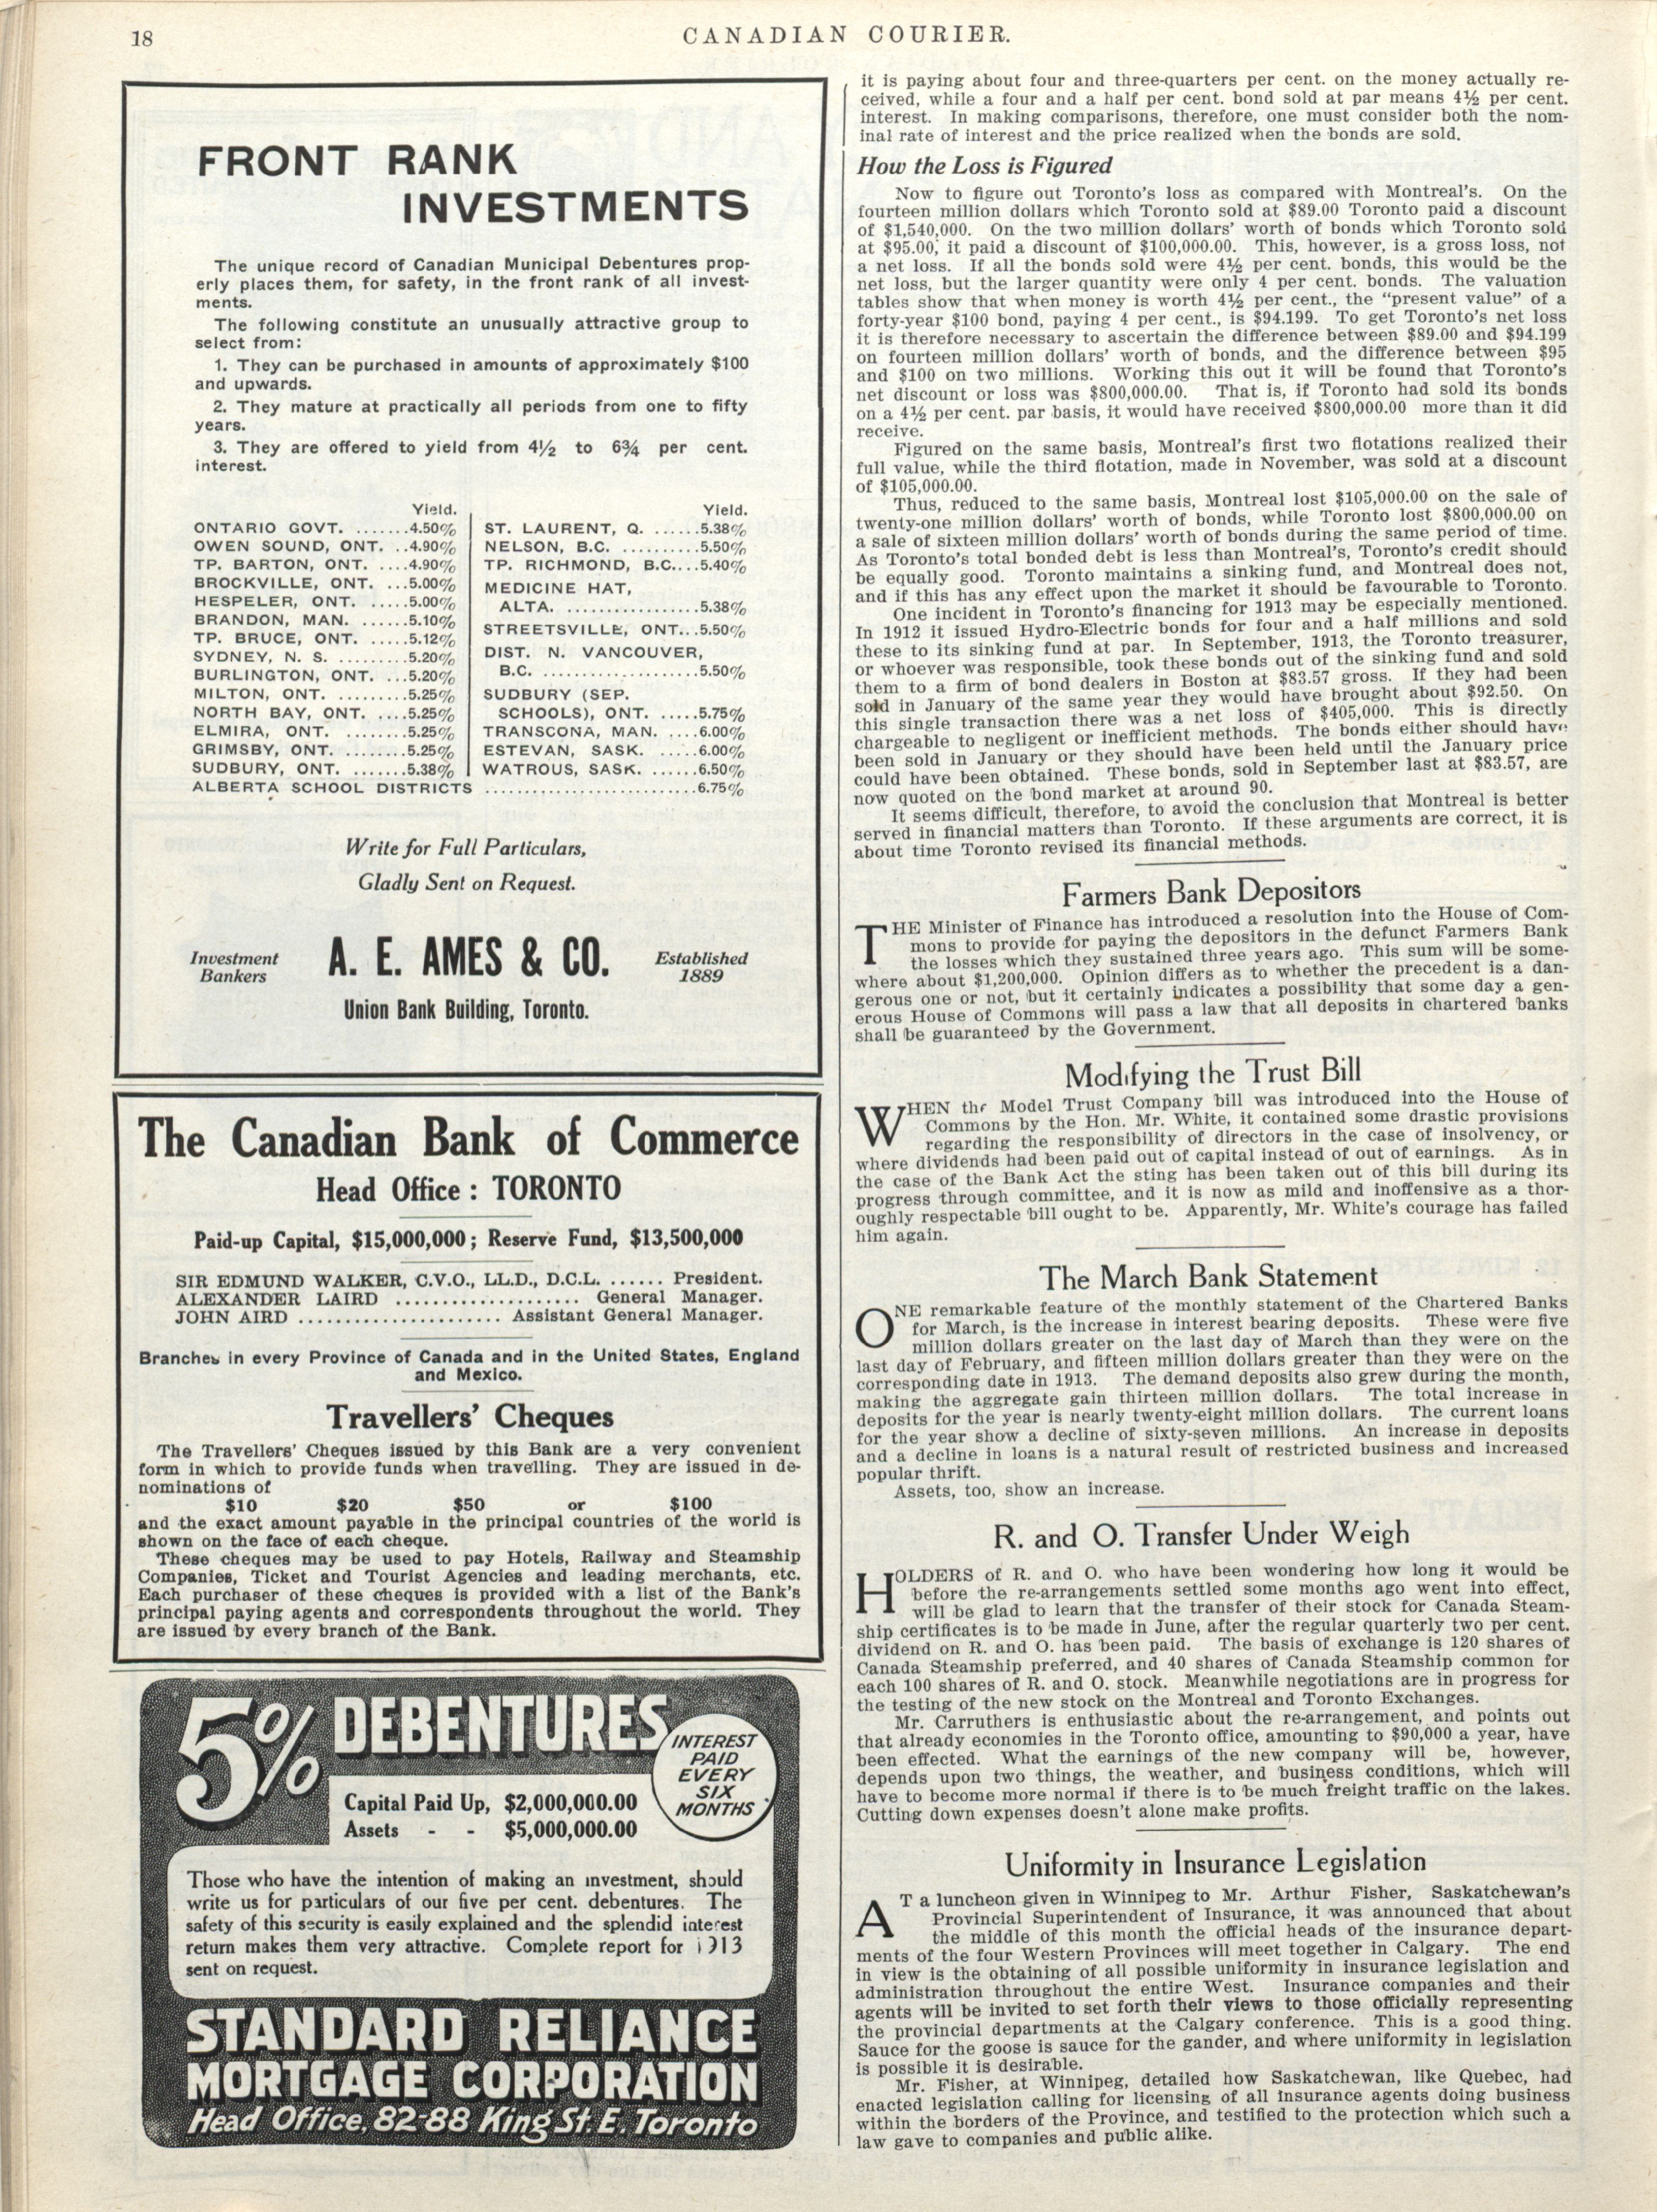 18
CANADIAN COURIER.
FRONT RANK
INVESTMENTS
The unique record of Canadian Municipal Debentures prop-
erly places them, for safety, in the front rank of all invest-
ments.
The following constitute an unusually attractive group to
select from:
1. They can be purchased in amounts of approximately $100
and upwards.
2. They mature at practically all periods from one to fifty
years.
3. They are offered to yield from 4½ to 6¾ per cent.
interest.
Yield.
ONTARIO GOVT. .......4.50%
OWEN SOUND, ONT. ..4.90%
TP. BARTON, ONT. ....4.90%
BROCKVILLE, ONT. ...5.00%
HESPELER, ONT. .....5.00%
BRANDON, MAN. ......5.10%
TP. BRUCE, ONT. .....5.12%
SYDNEY, N. S. .........5.20%
BURLINGTON, ONT. ...5.20%
MILTON, ONT. .........5.25%
NORTH BAY, ONT. ....5.25%
ELMIRA, ONT. ........5.25%
GRIMSBY, ONT. ........5.25%
SUDBURY, ONT. .......5.38%
Yield.
ST. LAURENT, Q. ......5.38%
NELSON, B.C. ..........5.50%
TP. RICHMOND, B.C....5.40%
MEDICINE HAT,
ALTA. .................5.38%
STREETSVILLE, ONT...5.50%
DIST. N. VANCOUVER,
B.C. ....................5.50%
SUDBURY (SEP.
SCHOOLS), ONT. .....5.75%
TRANSCONA, MAN. ....6.00%
ESTEVAN, SASK. .....6.00%
WATROUS, SASK. ......6.50%
ALBERTA SCHOOL DISTRICTS ...........................6.75%
Write for Full Particulars,
Gladly Sent on Request.
Investment
Bankers
A. E. AMES & CO.
Established
1889
Union Bank Building, Toronto.
The Canadian Bank of Commerce
Head Office : TORONTO
Paid-up Capital, $15,000,000 ; Reserve Fund, $13,500,000
SIR EDMUND WALKER, C.V.O., LL.D., D.C.L. ...... President.
ALEXANDER LAIRD .................... General Manager.
JOHN AIRD ...................... Assistant General Manager.
Branches in every Province of Canada and in the United States, England
and Mexico.
Travellers' Cheques
The Travellers' Cheques issued by this Bank are a very convenient
form in which to provide funds when travelling. They are issued in de-
nominations of
$10 $20 $50 or $100
and the exact amount payable in the principal countries of the world is
shown on the face of each cheque.
These cheques may be used to pay Hotels, Railway and Steamship
Companies, Ticket and Tourist Agencies and leading merchants, etc.
Each purchaser of these cheques is provided with a list of the Bank's
principal paying agents and correspondents throughout the world. They
are issued by every branch of the Bank.
5% DEBENTURES
INTEREST
PAID
EVERY
SIX
MONTHS
Capital Paid Up, $2,000,000.00
Assets - - $5,000,000.00
Those who have the intention of making an investment, should
write us for particulars of our five per cent. debentures. The
safety of this security is easily explained and the splendid interest
return makes them very attractive. Complete report for 1913
sent on request.
STANDARD RELIANCE
MORTGAGE CORPORATION
Head Office, 82-88 King St. E. Toronto
it is paying about four and three-quarters per cent. on the money actually re-
ceived, while a four and a half per cent. bond sold at par means 4½ per cent.
interest. In making comparisons, therefore, one must consider both the nom-
inal rate of interest and the price realized when the bonds are sold.
How the Loss is Figured
Now to figure out Toronto's loss as compared with Montreal's. On the
fourteen million dollars which Toronto sold at $89.00 Toronto paid a discount
of $1,540,000. On the two million dollars' worth of bonds which Toronto sold
at $95.00, it paid a discount of $100,000.00. This, however, is a gross loss, not
a net loss. If all the bonds sold were 4½ per cent. bonds, this would be the
net loss, but the larger quantity were only 4 per cent. bonds. The valuation
tables show that when money is worth 4½ per cent., the "present value" of a
forty-year $100 bond, paying 4 per cent., is $94.199. To get Toronto's net loss
it is therefore necessary to ascertain the difference between $89.00 and $94.199
on fourteen million dollars' worth of bonds, and the difference between $95
and $100 on two millions. Working this out it will be found that Toronto's
net discount or loss was $800,000.00. That is, if Toronto had sold its bonds
on a 4½ per cent. par basis, it would have received $800,000.00 more than it did
receive.
Figured on the same basis, Montreal's first two flotations realized their
full value, while the third flotation, made in November, was sold at a discount
of $105,000.00.
Thus, reduced to the same basis, Montreal lost $105,000.00 on the sale of
twenty-one million dollars' worth of bonds, while Toronto lost $800,000.00 on
a sale of sixteen million dollars' worth of bonds during the same period of time.
As Toronto's total bonded debt is less than Montreal's, Toronto's credit should
be equally good. Toronto maintains a sinking fund, and Montreal does not,
and if this has any effect upon the market it should be favourable to Toronto.
One incident in Toronto's financing for 1913 may be especially mentioned.
In 1912 it issued Hydro-Electric bonds for four and a half millions and sold
these to its sinking fund at par. In September, 1913, the Toronto treasurer,
or whoever was responsible, took these bonds out of the sinking fund and sold
them to a firm of bond dealers in Boston at $83.57 gross. If they had been
sold in January of the same year they would have brought about $92.50. On
this single transaction there was a net loss of $405,000. This is directly
chargeable to negligent or inefficient methods. The bonds either should have
been sold in January or they should have been held until the January price
could have been obtained. These bonds, sold in September last at $83.57, are
now quoted on the bond market at around 90.
It seems difficult, therefore, to avoid the conclusion that Montreal is better
served in financial matters than Toronto. If these arguments are correct, it is
about time Toronto revised its financial methods.
Farmers Bank Depositors
THE Minister of Finance has introduced a resolution into the House of Com-
mons to provide for paying the depositors in the defunct Farmers Bank
the losses which they sustained three years ago. This sum will be some-
where about $1,200,000. Opinion differs as to whether the precedent is a dan-
gerous one or not, but it certainly indicates a possibility that some day a gen-
erous House of Commons will pass a law that all deposits in chartered banks
shall be guaranteed by the Government.
Modifying the Trust Bill
WHEN the Model Trust Company bill was introduced into the House of
Commons by the Hon. Mr. White, it contained some drastic provisions
regarding the responsibility of directors in the case of insolvency, or
where dividends had been paid out of capital instead of out of earnings. As in
the case of the Bank Act the sting has been taken out of this bill during its
progress through committee, and it is now as mild and inoffensive as a thor-
oughly respectable bill ought to be. Apparently, Mr. White's courage has failed
him again.
The March Bank Statement
ONE remarkable feature of the monthly statement of the Chartered Banks
for March, is the increase in interest bearing deposits. These were five
million dollars greater on the last day of March than they were on the
last day of February, and fifteen million dollars greater than they were on the
corresponding date in 1913. The demand deposits also grew during the month,
making the aggregate gain thirteen million dollars. The total increase in
deposits for the year is nearly twenty-eight million dollars. The current loans
for the year show a decline of sixty-seven millions. An increase in deposits
and a decline in loans is a natural result of restricted business and increased
popular thrift.
Assets, too, show an increase.
R. and O. Transfer Under Weigh
HOLDERS of R. and O. who have been wondering how long it would be
before the re-arrangements settled some months ago went into effect,
will be glad to learn that the transfer of their stock for Canada Steam-
ship certificates is to be made in June, after the regular quarterly two per cent.
dividend on R. and O. has been paid. The basis of exchange is 120 shares of
Canada Steamship preferred, and 40 shares of Canada Steamship common for
each 100 shares of R. and O. stock. Meanwhile negotiations are in progress for
the testing of the new stock on the Montreal and Toronto Exchanges.
Mr. Carruthers is enthusiastic about the re-arrangement, and points out
that already economies in the Toronto office, amounting to $90,000 a year, have
been effected. What the earnings of the new company will be, however,
depends upon two things, the weather, and business conditions, which will
have to become more normal if there is to be much freight traffic on the lakes.
Cutting down expenses doesn't alone make profits.
Uniformity in Insurance Legislation
AT a luncheon given in Winnipeg to Mr. Arthur Fisher, Saskatchewan's
Provincial Superintendent of Insurance, it was announced that about
the middle of this month the official heads of the insurance depart-
ments of the four Western Provinces will meet together in Calgary. The end
in view is the obtaining of all possible uniformity in insurance legislation and
administration throughout the entire West. Insurance companies and their
agents will be invited to set forth their views to those officially representing
the provincial departments at the Calgary conference. This is a good thing.
Sauce for the goose is sauce for the gander, and where uniformity in legislation
is possible it is desirable.
Mr. Fisher, at Winnipeg, detailed how Saskatchewan, like Quebec, had
enacted legislation calling for licensing of all insurance agents doing business
within the borders of the Province, and testified to the protection which such a
law gave to companies and public alike.